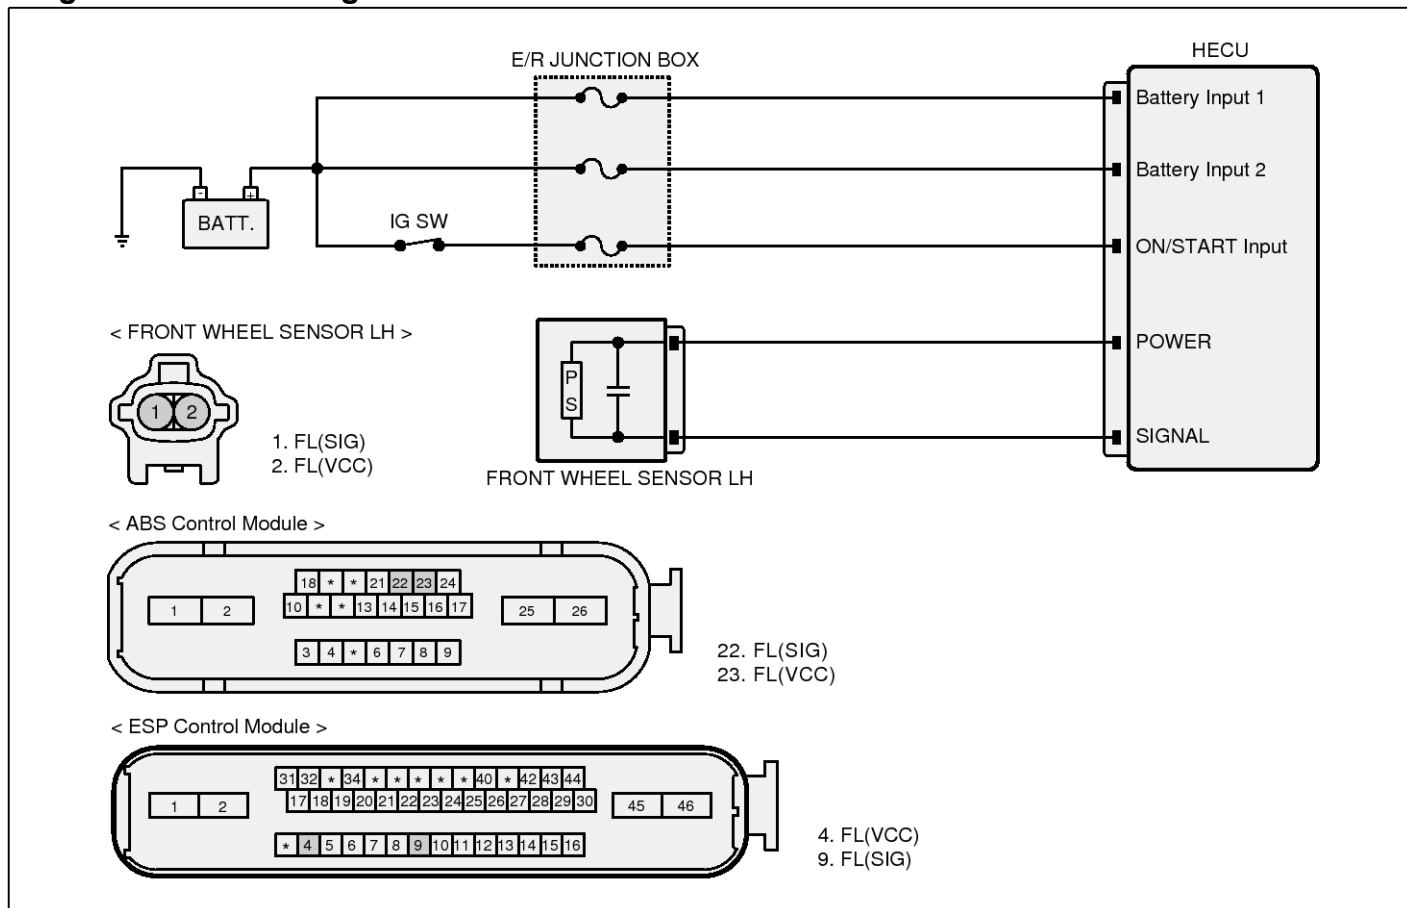 E/R JUNCTION BOX
HECU
Battery Input 1
Battery Input 2
- +
BATT.
IG SW
ON/START Input
< FRONT WHEEL SENSOR LH >
POWER
P
S
1 2
1. FL(SIG)
2. FL(VCC)
SIGNAL
FRONT WHEEL SENSOR LH
< ABS Control Module >
18 * * 21 22 23 24
10 * * 13 14 15 16 17
1 2
25 26
3 4 * 6 7 8 9
22. FL(SIG)
23. FL(VCC)
< ESP Control Module >
31 32 * 34 * * * * * 40 * 42 43 44
17 18 19 20 21 22 23 24 25 26 27 28 29 30
1 2
45 46
* 4 5 6 7 8 9 10 11 12 13 14 15 16
4. FL(VCC)
9. FL(SIG)